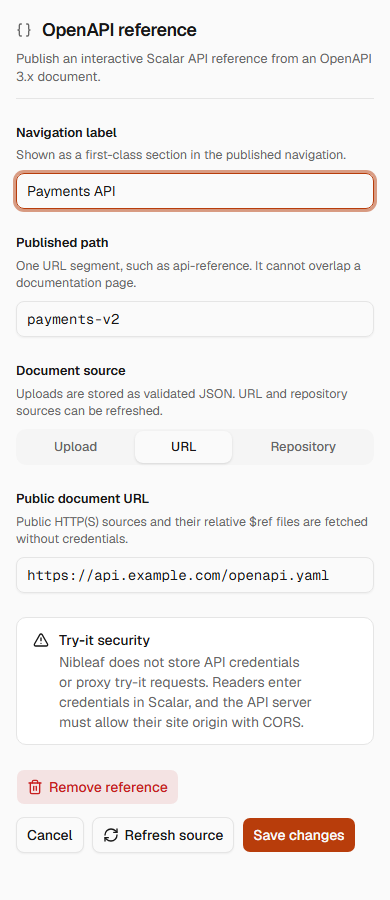 OpenAPI reference
Publish an interactive Scalar API reference from an OpenAPI
3.x document.
Navigation label
Shown as a first-class section in the published navigation.
Payments API
Published path
One URL segment, such as api-reference. It cannot overlap a
documentation page.
payments-v2
Document source
Uploads are stored as validated JSON. URL and repository
sources can be refreshed.
Upload
URL
Repository
Public document URL
Public HTTP(S) sources and their relative $ref files are fetched
without credentials.
https://api.example.com/openapi.yaml
Try-it security
Nibleaf does not store API credentials
or proxy try-it requests. Readers enter
credentials in Scalar, and the API server
must allow their site origin with CORS.
Remove reference
Cancel
Refresh source
Save changes